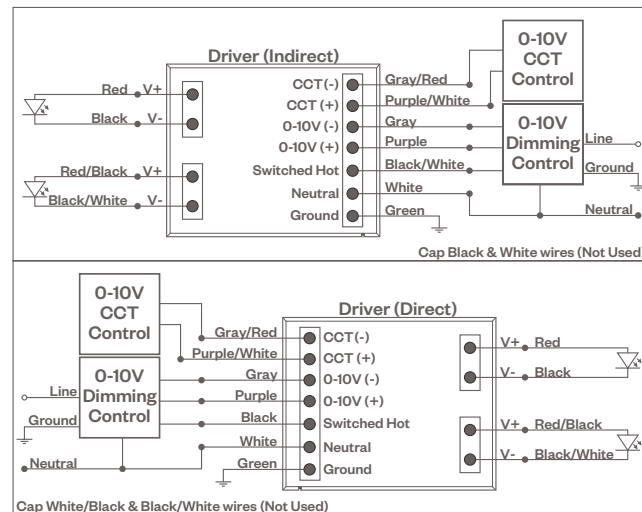 Driver (Indirect)
Red V+
Black V-
Red/Black V+
Black/White V-
CCT (-) Gray/Red
CCT (+) Purple/White
0-10V (-) Gray
0-10V (+) Purple
Switched Hot Black/White
Neutral White
Ground Green
0-10V
CCT
Control
0-10V
Dimming
Control
Line
Ground
Neutral
Cap Black & White wires (Not Used)
0-10V
CCT
Control
0-10V
Dimming
Control
Line
Ground
Neutral
Driver (Direct)
Gray/Red CCT (-)
Purple/White CCT (+)
Gray 0-10V (-)
Purple 0-10V (+)
Black Switched Hot
White Neutral
Green Ground
V+ Red
V- Black
V+ Red/Black
V- Black/White
Cap White/Black & Black/White wires (Not Used)